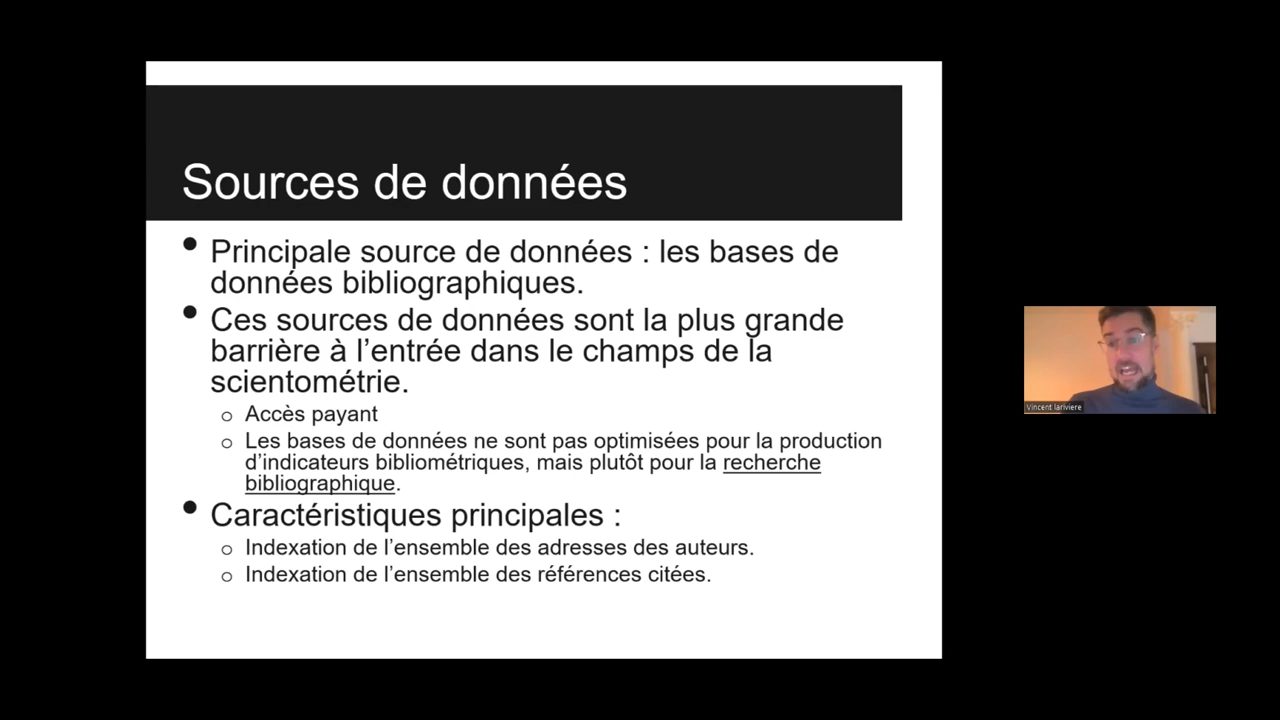 Sources de données
• Principale source de données : les bases de
données bibliographiques.
• Ces sources de données sont la plus grande
barrière à l’entrée dans le champs de la
scientométrie.
o Accès payant
o Les bases de données ne sont pas optimisées pour la production
d’indicateurs bibliométriques, mais plutôt pour la recherche
bibliographique.
• Caractéristiques principales :
o Indexation de l’ensemble des adresses des auteurs.
o Indexation de l’ensemble des références citées.
Vincent lariviere